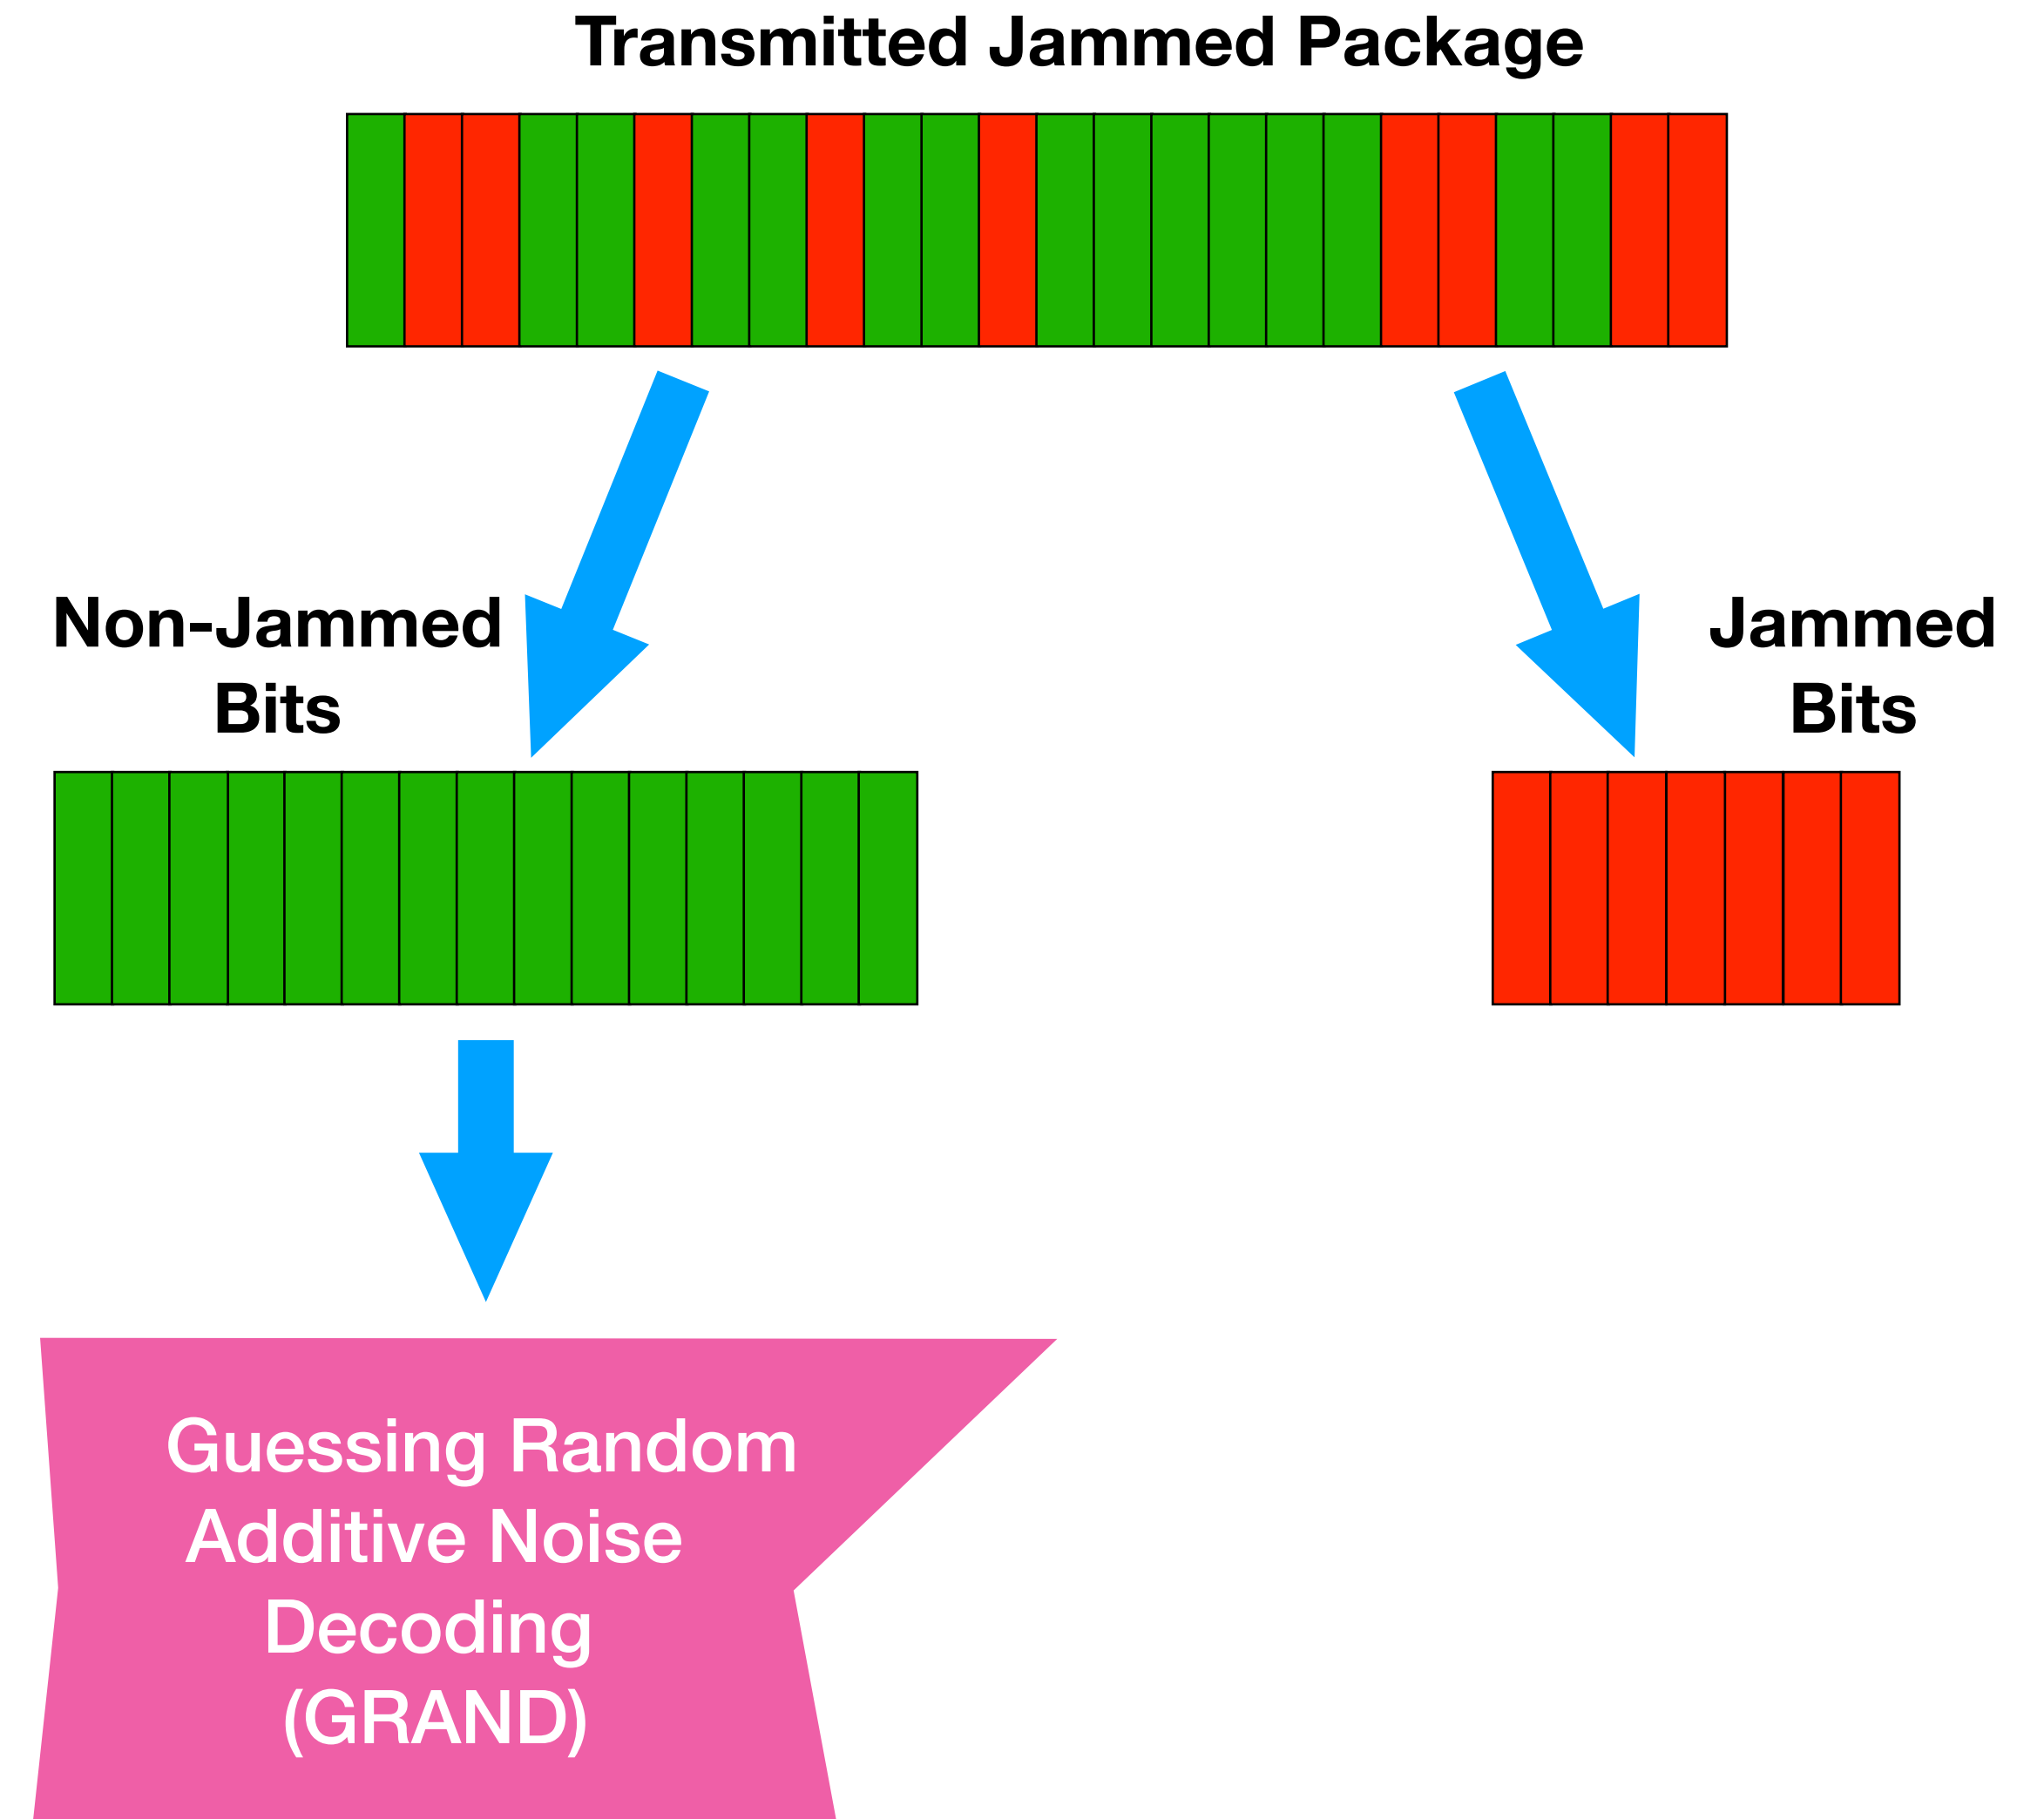 Transmitted Jammed Package
Non-Jammed
Bits
Jammed
Bits
Guessing Random
Additive Noise
Decoding
(GRAND)